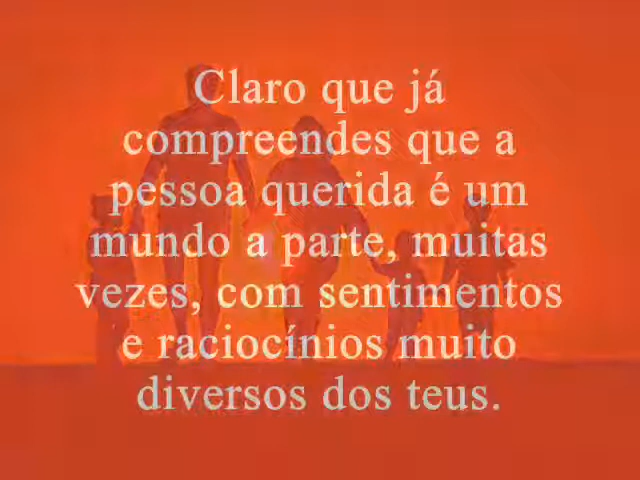 Claro que já
compreendes que a
pessoa querida é um
mundo a parte, muitas
vezes, com sentimentos
e raciocínios muito
diversos dos teus.